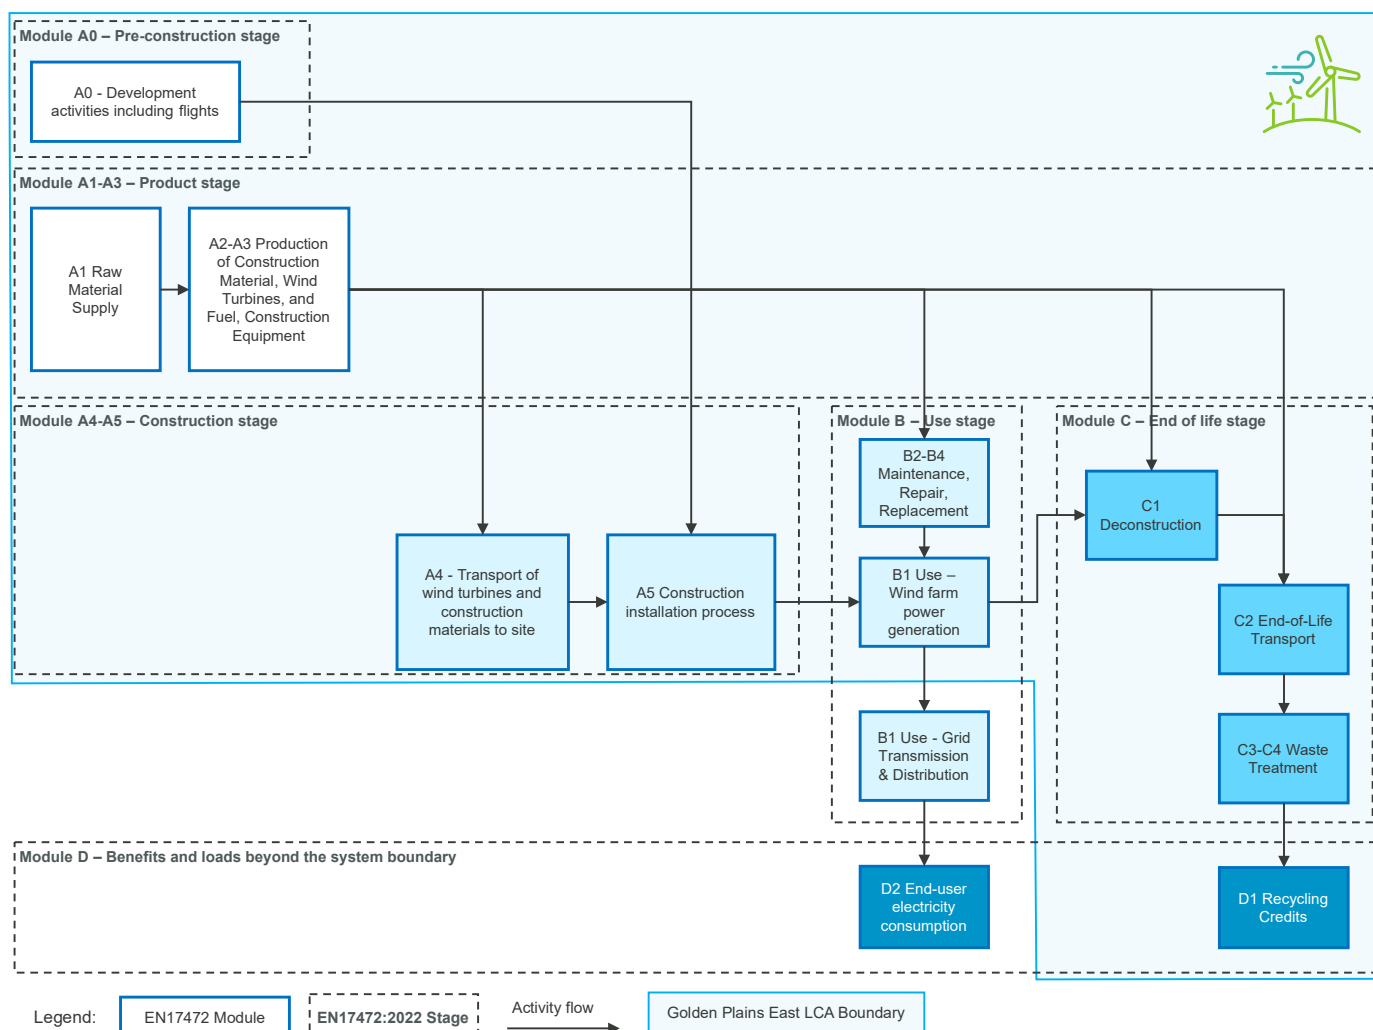 Module A0 – Pre-construction stage
A0 - Development
activities including flights
Module A1-A3 – Product stage
A1 Raw
Material
Supply
A2-A3 Production
of Construction
Material, Wind
Turbines, and
Fuel, Construction
Equipment
Module A4-A5 – Construction stage
A4 - Transport of
wind turbines and
construction
materials to site
A5 Construction
installation process
Module B – Use stage
B2-B4
Maintenance,
Repair,
Replacement
B1 Use –
Wind farm
power
generation
B1 Use - Grid
Transmission
& Distribution
Module C – End of life stage
C1
Deconstruction
C2 End-of-Life
Transport
C3-C4 Waste
Treatment
Module D – Benefits and loads beyond the system boundary
D2 End-user
electricity
consumption
D1 Recycling
Credits
Legend:
EN17472 Module
EN17472:2022 Stage
Activity flow
Golden Plains East LCA Boundary